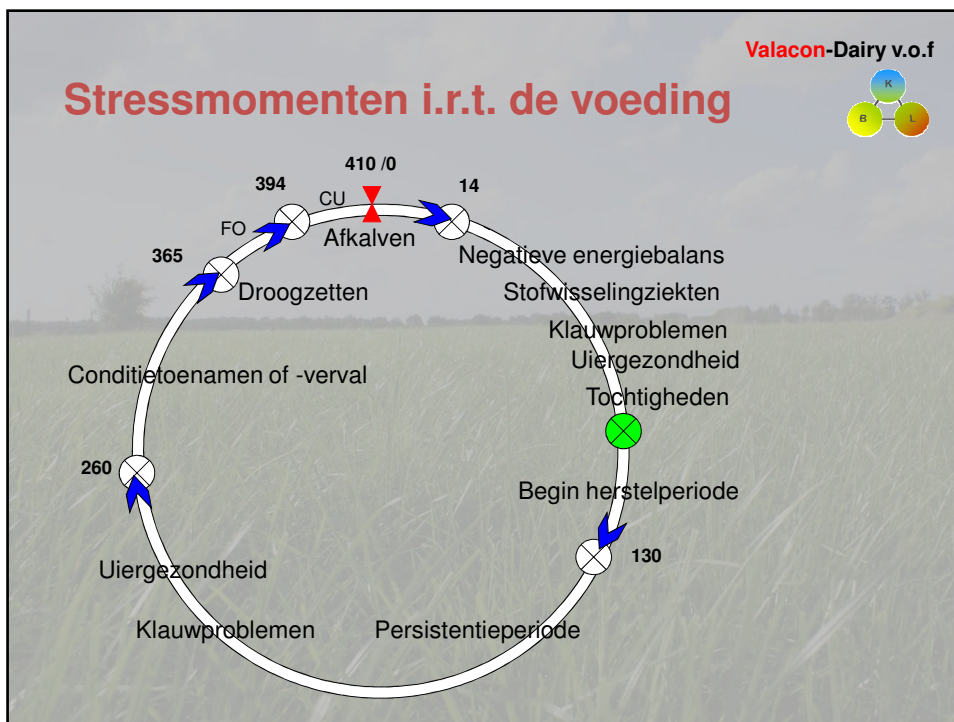 Valacon-Dairy v.o.f
K
B L
Stressmomenten i.r.t. de voeding
410 /0
394
14
CU
FO
Afkalven
365
Negatieve energiebalans
Droogzetten
Stofwisselingziekten
Klauwproblemen
Uiergezondheid
Conditietoenamen of -verval
Tochtigheden
260
Begin herstelperiode
130
Uiergezondheid
Klauwproblemen
Persistentieperiode